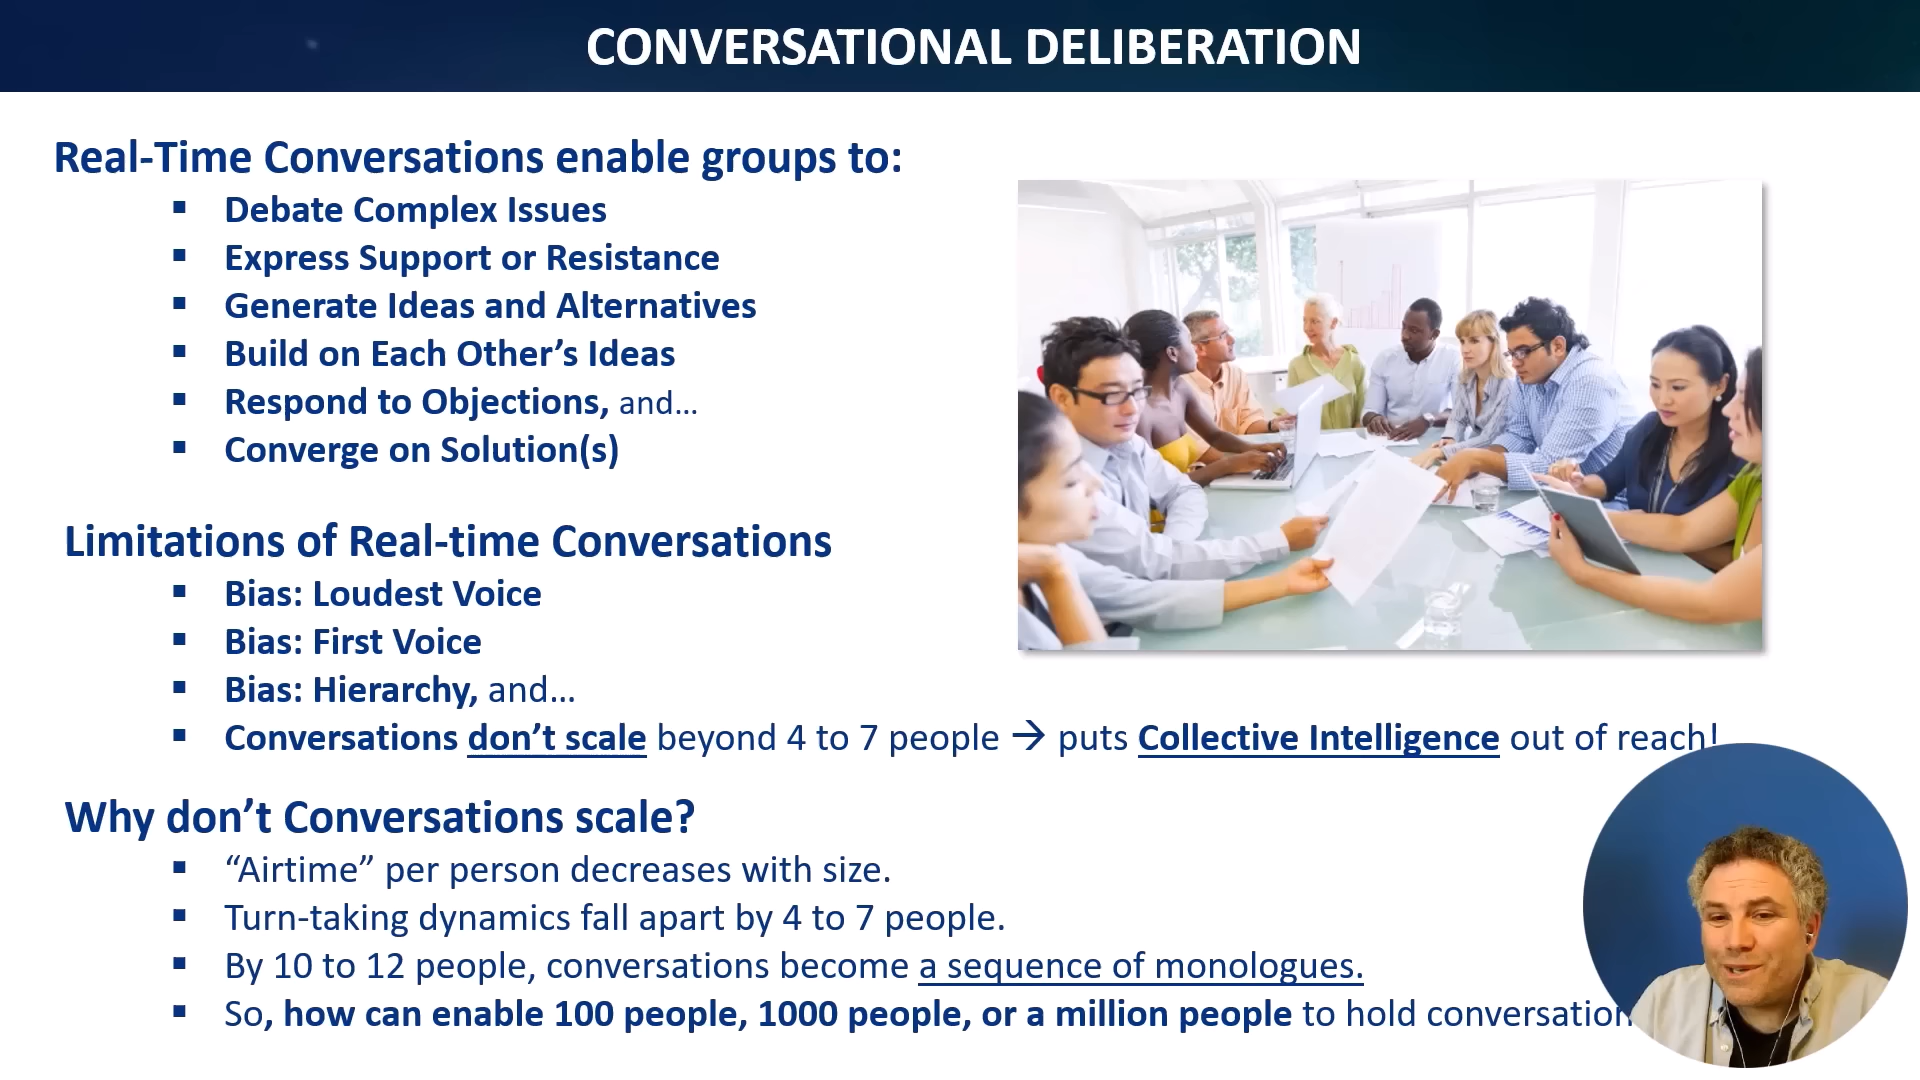 CONVERSATIONAL DELIBERATION
Real-Time Conversations enable groups to:
▪ Debate Complex Issues
▪ Express Support or Resistance
▪ Generate Ideas and Alternatives
▪ Build on Each Other’s Ideas
▪ Respond to Objections, and...
▪ Converge on Solution(s)
Limitations of Real-time Conversations
▪ Bias: Loudest Voice
▪ Bias: First Voice
▪ Bias: Hierarchy, and...
▪ Conversations don’t scale beyond 4 to 7 people → puts Collective Intelligence out of reach!
Why don’t Conversations scale?
▪ “Airtime” per person decreases with size.
▪ Turn-taking dynamics fall apart by 4 to 7 people.
▪ By 10 to 12 people, conversations become a sequence of monologues.
▪ So, how can enable 100 people, 1000 people, or a million people to hold conversation